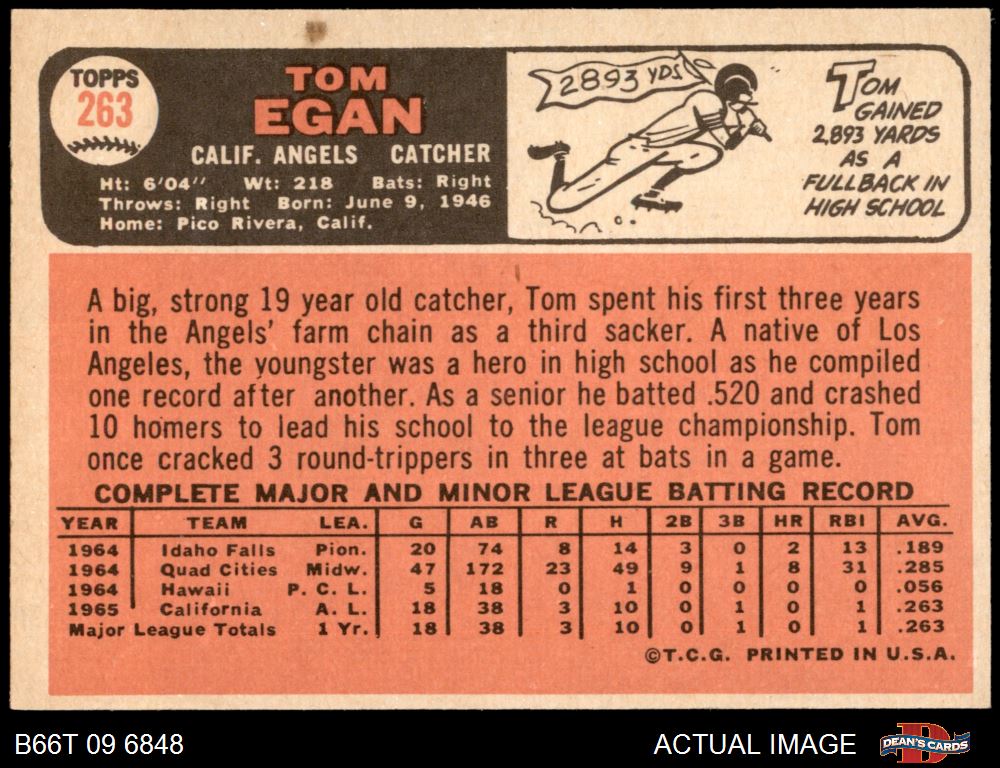 TOPPS
263
TOM
EGAN
CALIF. ANGELS CATCHER
Ht: 6'04" Wt: 218 Bats: Right
Throws: Right Born: June 9, 1946
Home: Pico Rivera, Calif.
2893 YDS
TOM
GAINED
2,893 YARDS
AS A
FULLBACK IN
HIGH SCHOOL
A big, strong 19 year old catcher, Tom spent his first three years
in the Angels' farm chain as a third sacker. A native of Los
Angeles, the youngster was a hero in high school as he compiled
one record after another. As a senior he batted .520 and crashed
10 homers to lead his school to the league championship. Tom
once cracked 3 round-trippers in three at bats in a game.
COMPLETE MAJOR AND MINOR LEAGUE BATTING RECORD
YEAR TEAM LEA. G AB R H 2B 3B HR RBI AVG.
1964 Idaho Falls Pion. 20 74 8 14 3 0 2 13 .189
1964 Quad Cities Midw. 47 172 23 49 9 1 8 31 .285
1964 Hawaii P. C. L. 5 18 0 1 0 0 0 0 .056
1965 California A. L. 18 38 3 10 0 1 0 1 .263
Major League Totals 1 Yr. 18 38 3 10 0 1 0 1 .263
©T.C.G. PRINTED IN U.S.A.
B66T 09 6848 ACTUAL IMAGE
D
DEAN'S CARDS